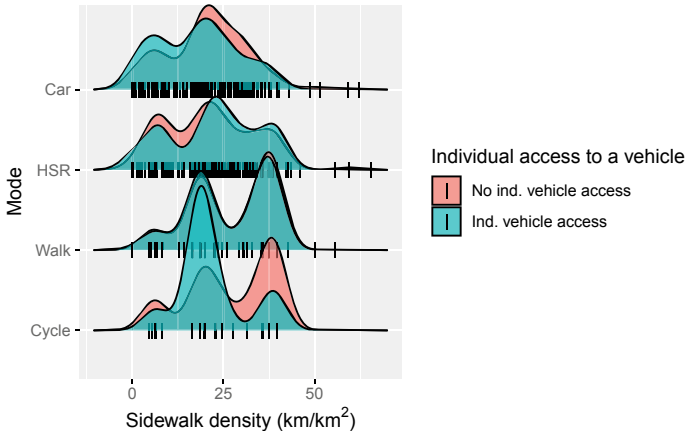 Mode
Car
HSR
Walk
Cycle
0 25 50
Sidewalk density (km/km²)
Individual access to a vehicle
No ind. vehicle access
Ind. vehicle access